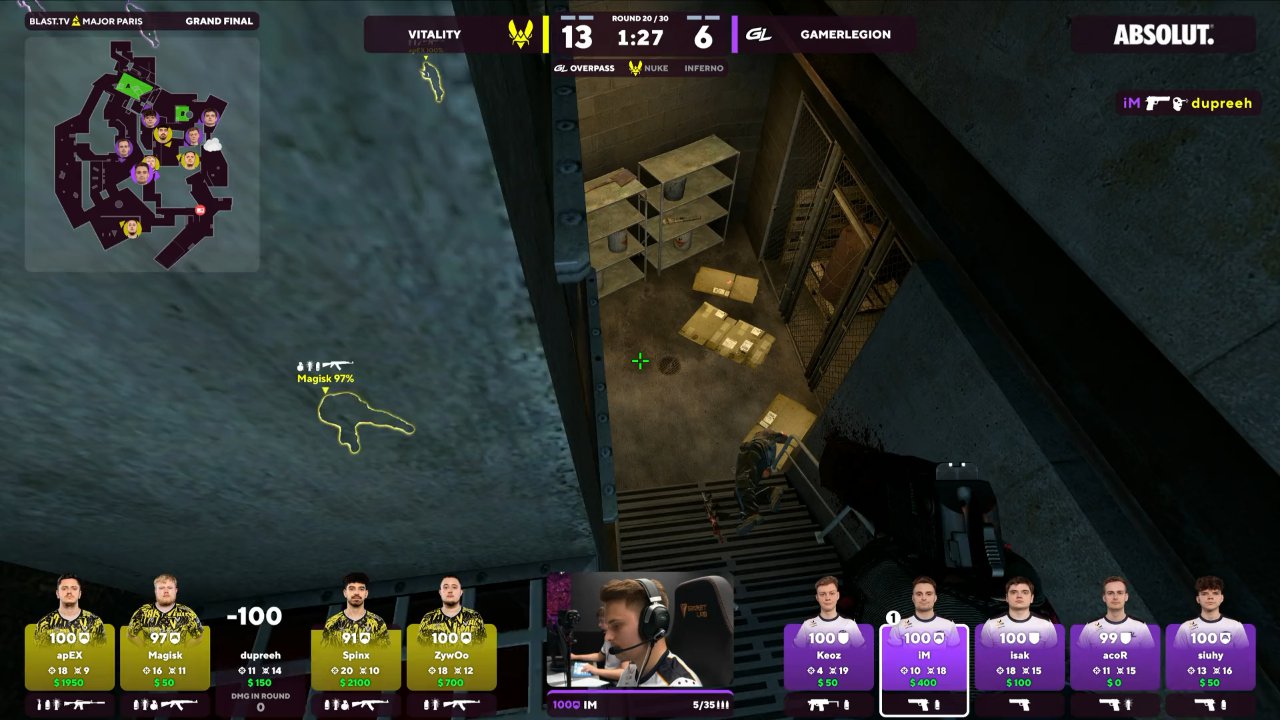 BLAST.TV MAJOR PARIS GRAND FINAL
VITALITY 13 ROUND 20 / 30 1:27 6 GL GAMERLEGION
GL OVERPASS NUKE INFERNO
ABSOLUT.
iM dupreeh
Magisk 97%
-100
100 97 91 100
apEX Magisk dupreeh Spinx ZywOo
18 9 16 11 11 14 20 10 18 12
$1950 $50 $150 $2100 $700
DMG IN ROUND
0
100 IM 5/35
1
100 100 100 99 100
Keoz iM isak acoR siuhy
4 19 10 18 18 15 11 15 13 16
$50 $400 $100 $0 $50